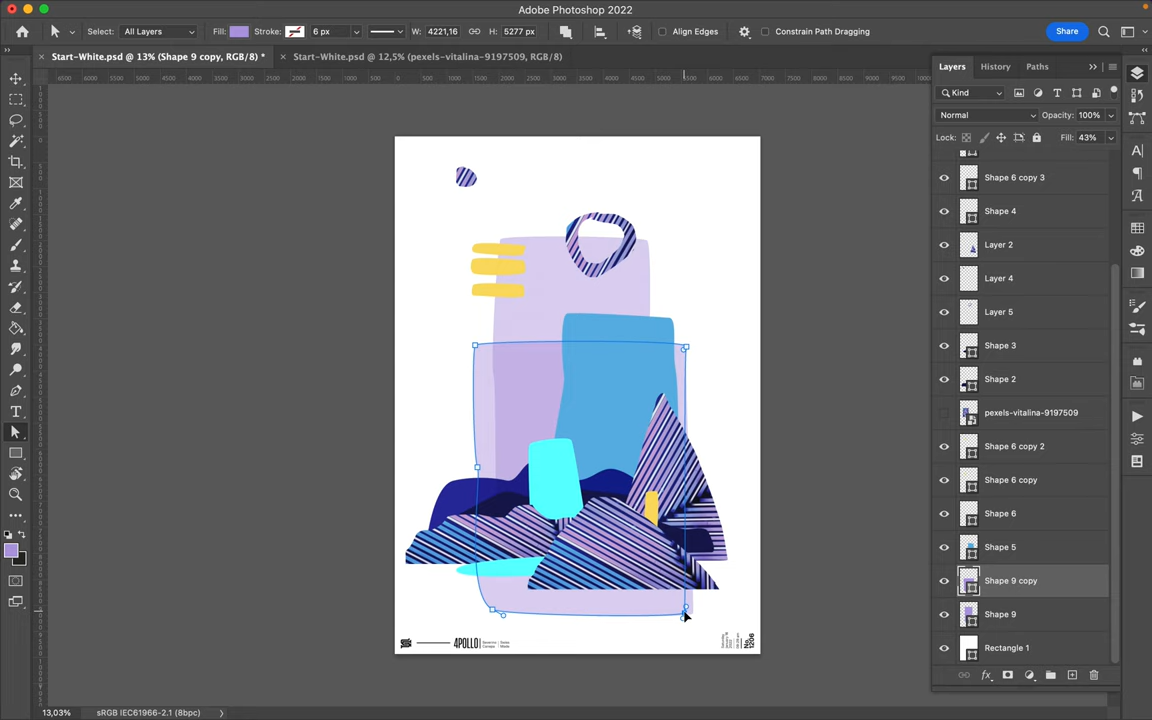 Adobe Photoshop 2022
Select: All Layers Fill: Stroke: 6 px W: 4221,16 H: 5277 px Align Edges Constrain Path Dragging Share
Start-White.psd @ 13% (Shape 9 copy, RGB/8) *
Start-White.psd @ 12,5% (pexels-vitalina-9197509, RGB/8)
Layers History Paths
Kind
Normal Opacity: 100%
Lock: Fill: 43%
Shape 6 copy 3
Shape 4
Layer 2
Layer 4
Layer 5
Shape 3
Shape 2
pexels-vitalina-9197509
Shape 6 copy 2
Shape 6 copy
Shape 6
Shape 5
Shape 9 copy
Shape 9
Rectangle 1
4POLLO
No. 1206
13,03% sRGB IEC61966-2.1 (8bpc)